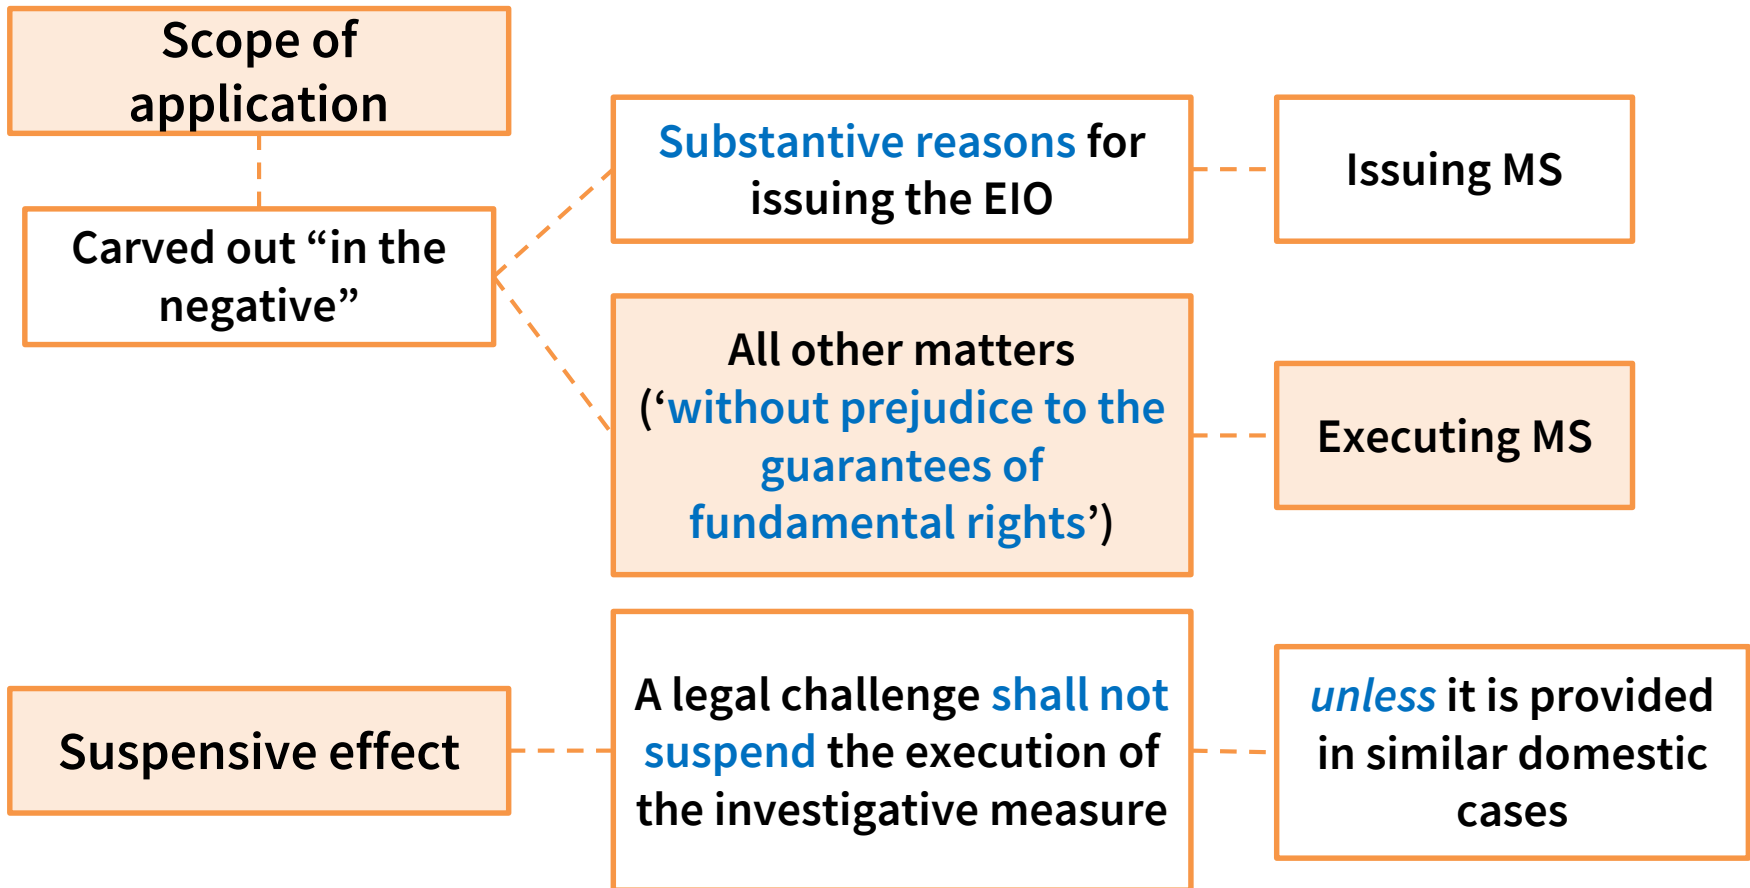 Scope of
application
Carved out “in the
negative”
Substantive reasons for
issuing the EIO
Issuing MS
All other matters
(‘without prejudice to the
guarantees of
fundamental rights’)
Executing MS
Suspensive effect
A legal challenge shall not
suspend the execution of
the investigative measure
unless it is provided
in similar domestic
cases